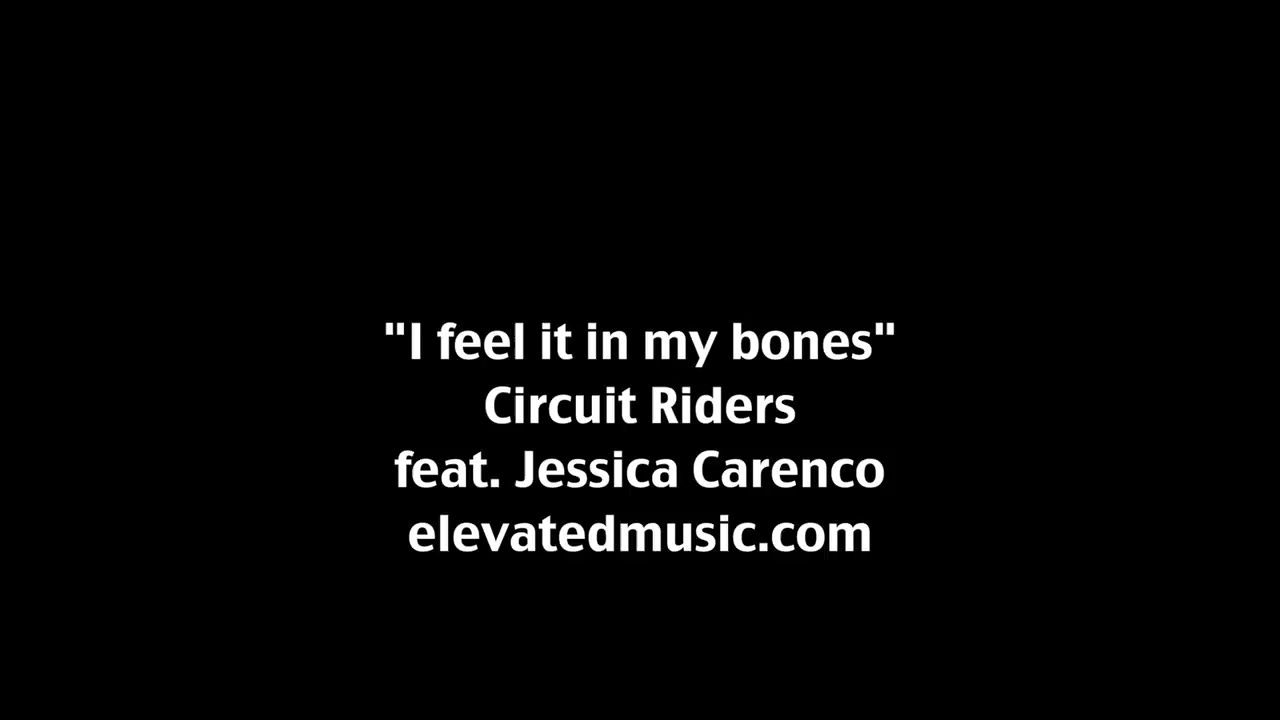 "I feel it in my bones"
Circuit Riders
feat. Jessica Carenco
elevatedmusic.com